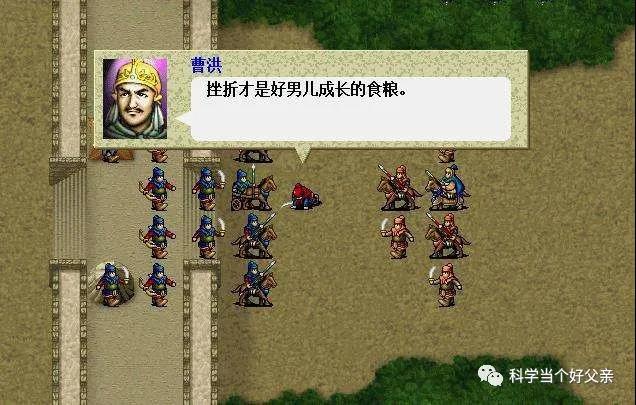 曹洪
挫折才是好男儿成长的食粮。
科学当个好父亲